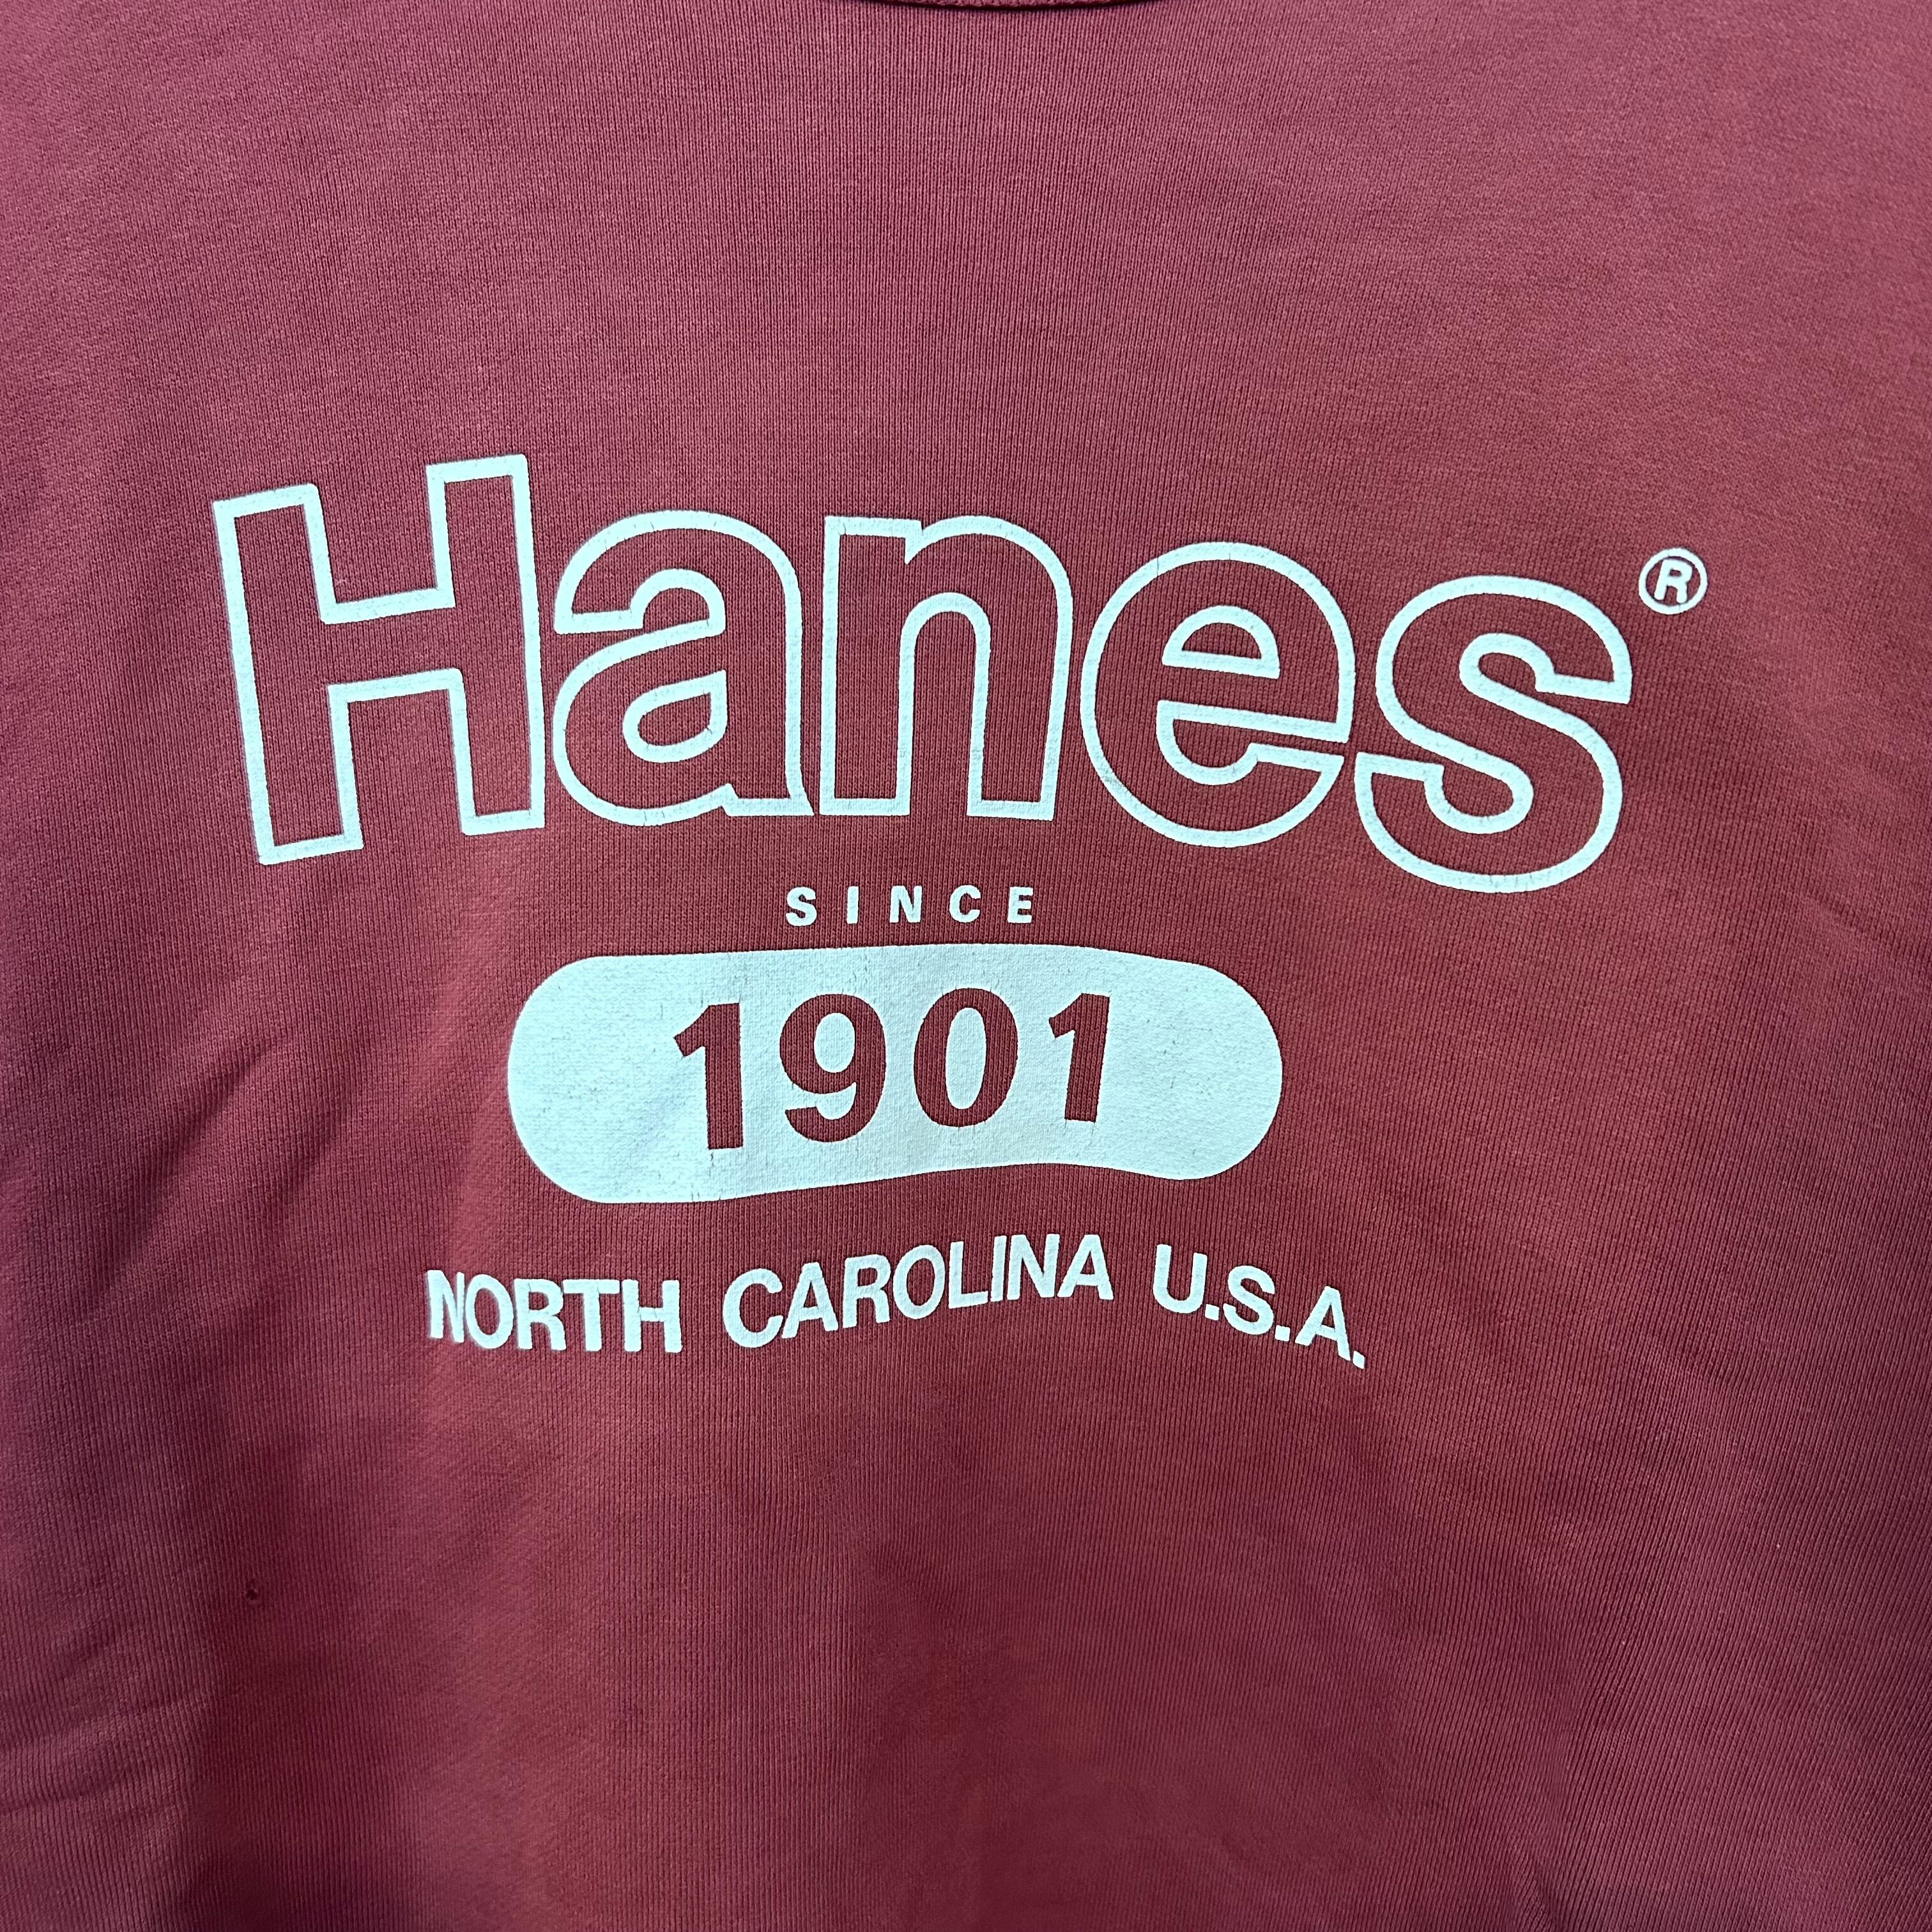 Hanes®
SINCE
1901
NORTH CAROLINA U.S.A.